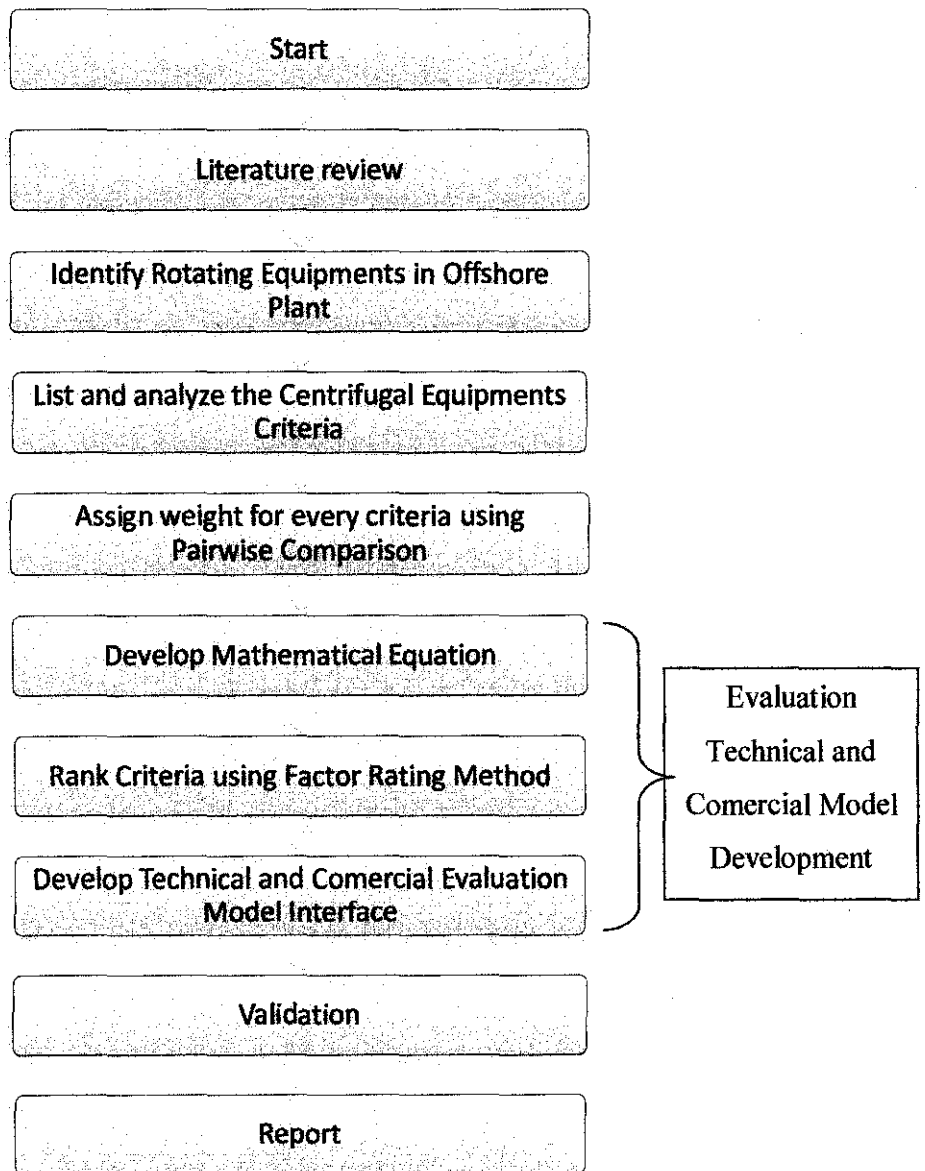 Start
Literature review
Identify Rotating Equipments in Offshore
Plant
List and analyze the Centrifugal Equipments
Criteria
Assign weight for every criteria using
Pairwise Comparison
Develop Mathematical Equation
Rank Criteria using Factor Rating Method
Develop Technical and Comercial Evaluation
Model Interface
Evaluation
Technical and
Comercial Model
Development
Validation
Report